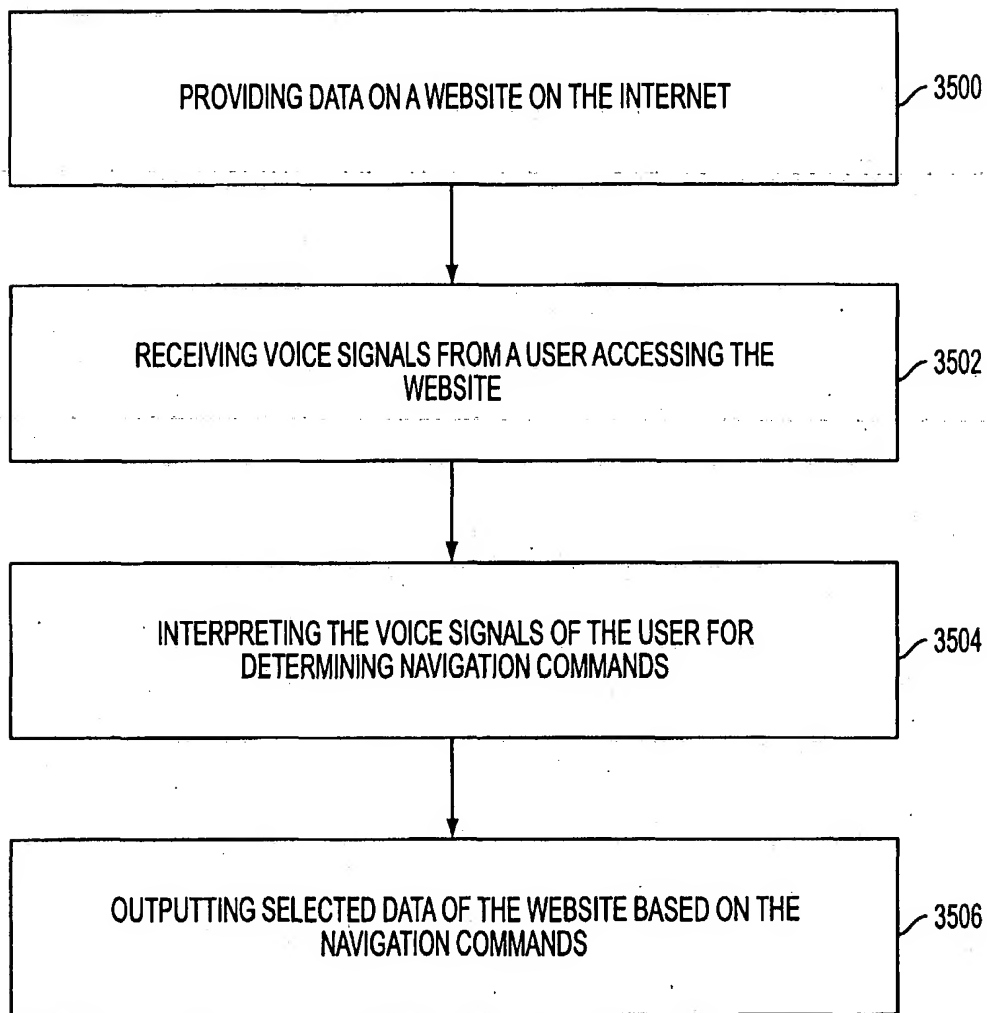 PROVIDING DATA ON A WEBSITE ON THE INTERNET
3500
RECEIVING VOICE SIGNALS FROM A USER ACCESSING THE
WEBSITE
3502
INTERPRETING THE VOICE SIGNALS OF THE USER FOR
DETERMINING NAVIGATION COMMANDS
3504
OUTPUTTING SELECTED DATA OF THE WEBSITE BASED ON THE
NAVIGATION COMMANDS
3506